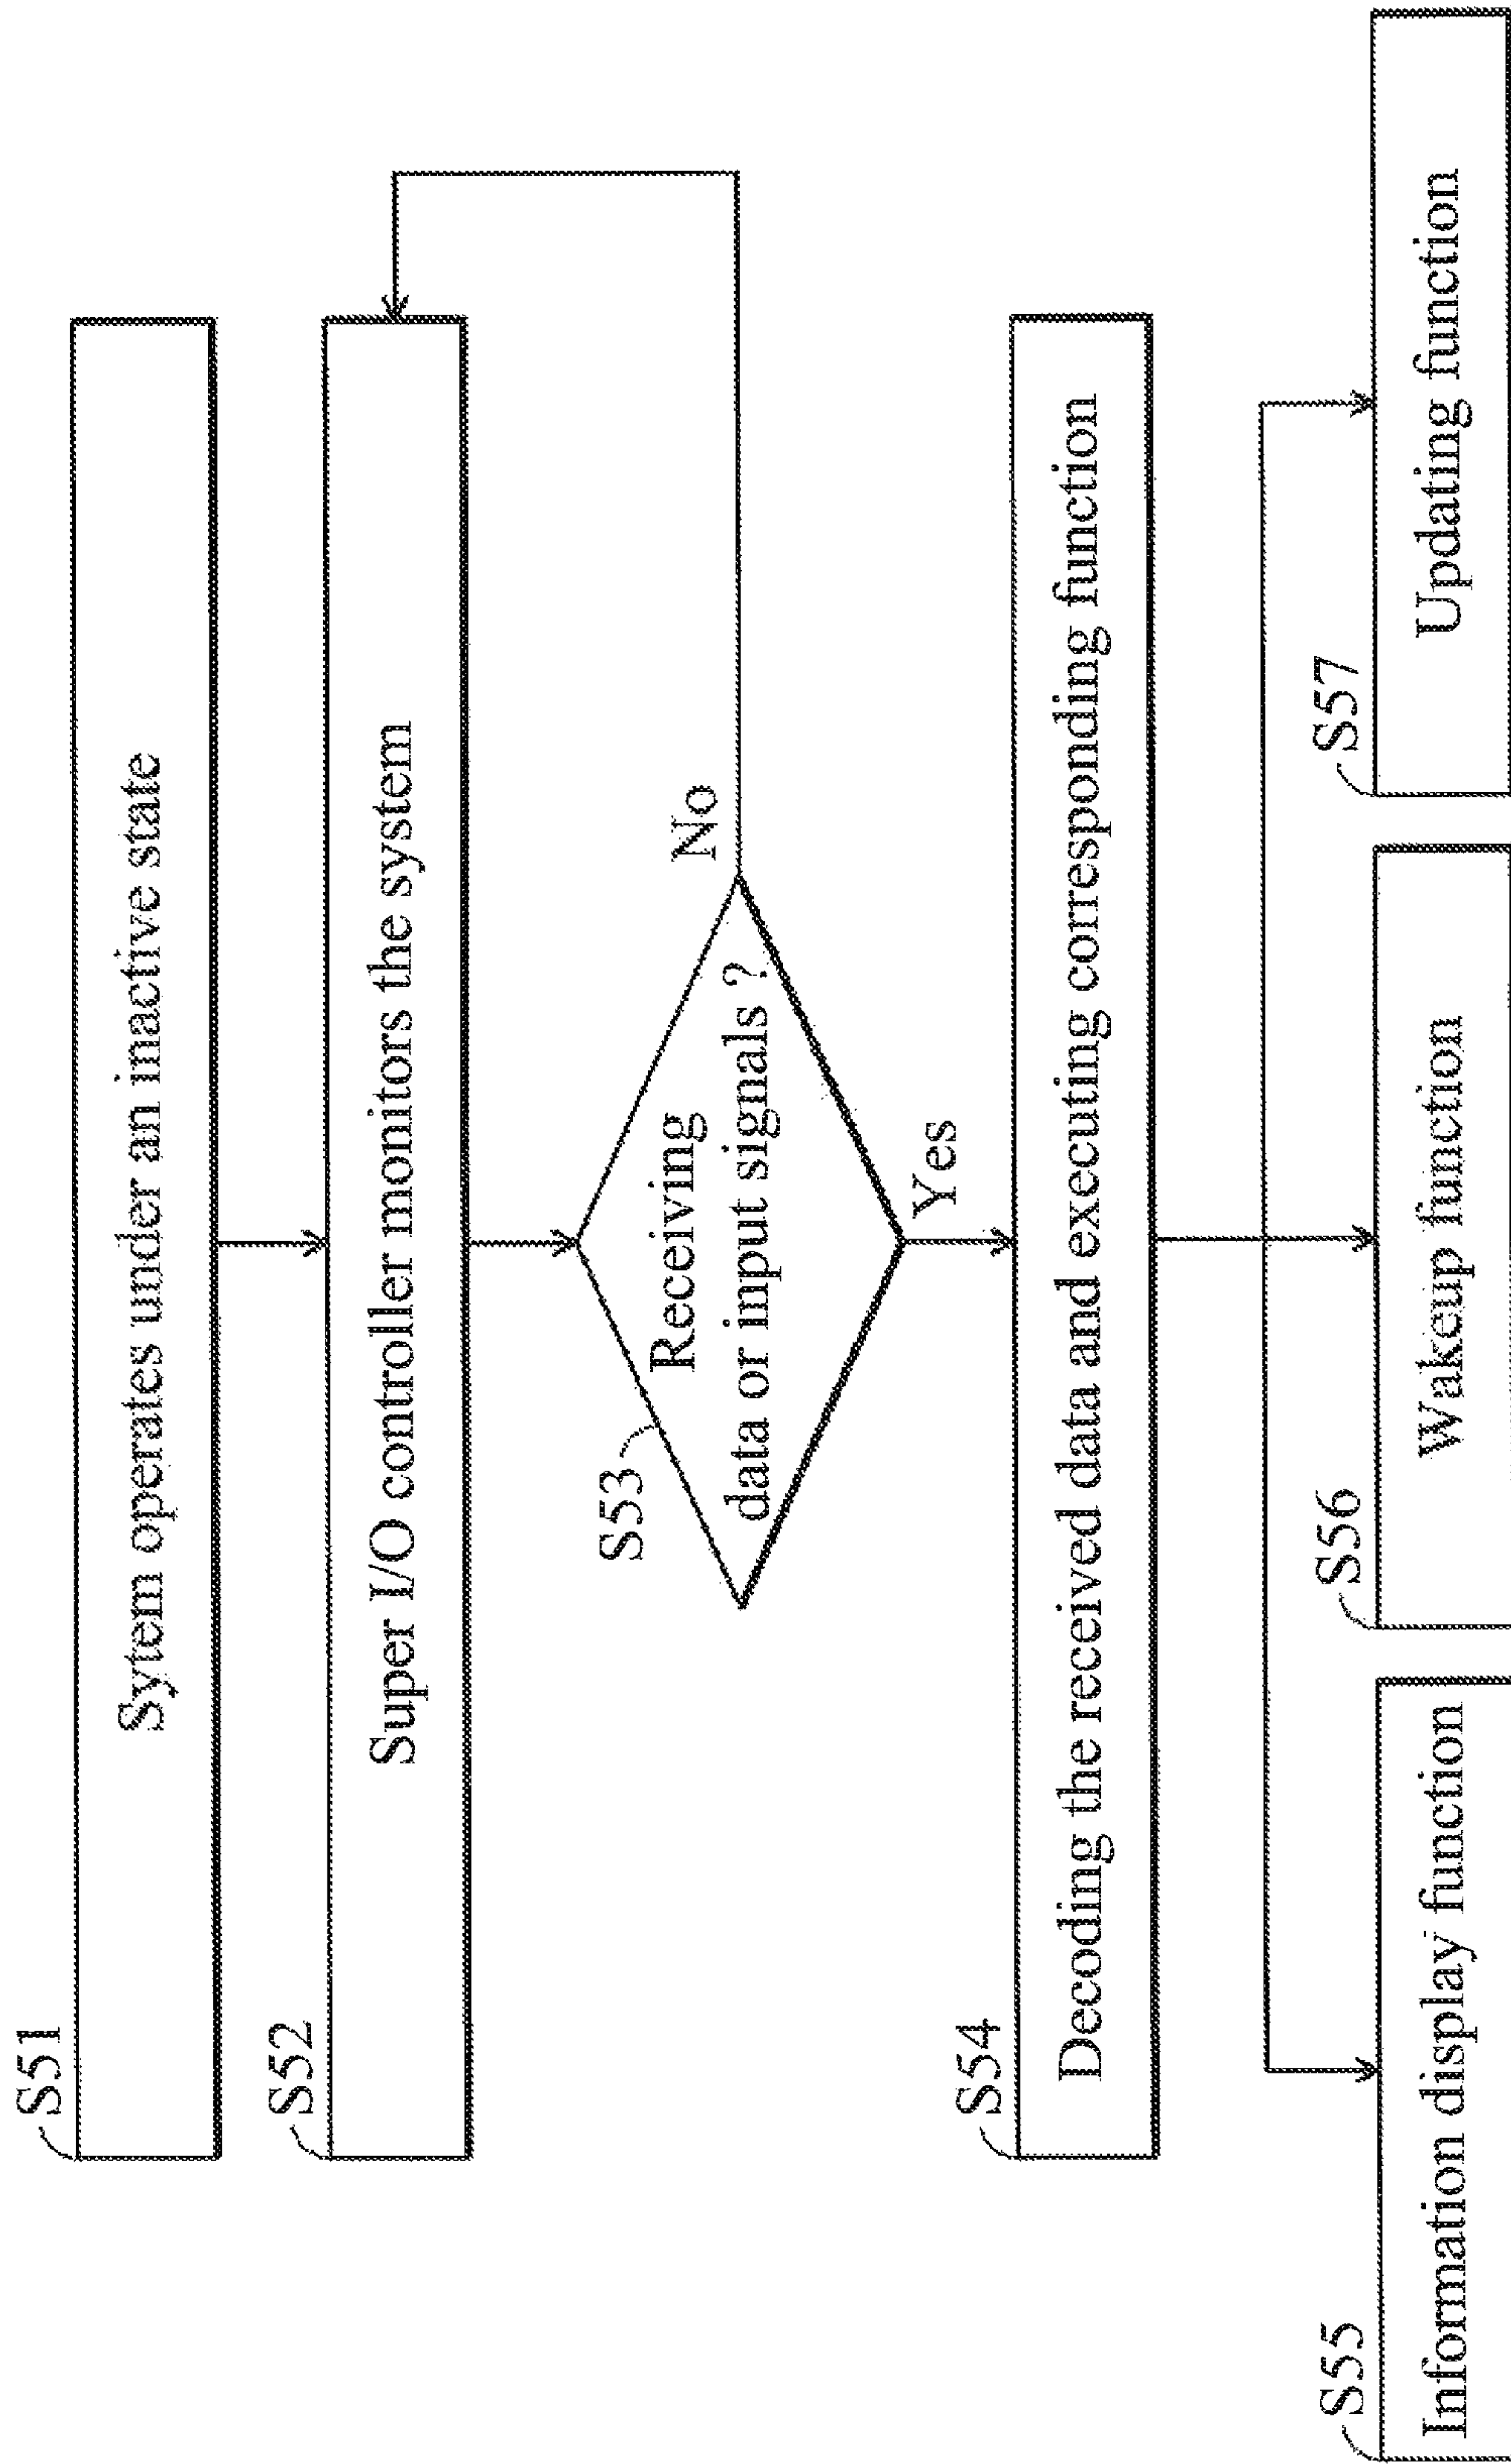 S51
Sytem operates under an inactive state
S52
Super I/O controller monitors the system
S53
Receiving
data or input signals ?
No
Yes
S54
Decoding the received data and executing corresponding function
S55
Information display function
S56
Wakeup function
S57
Updating function